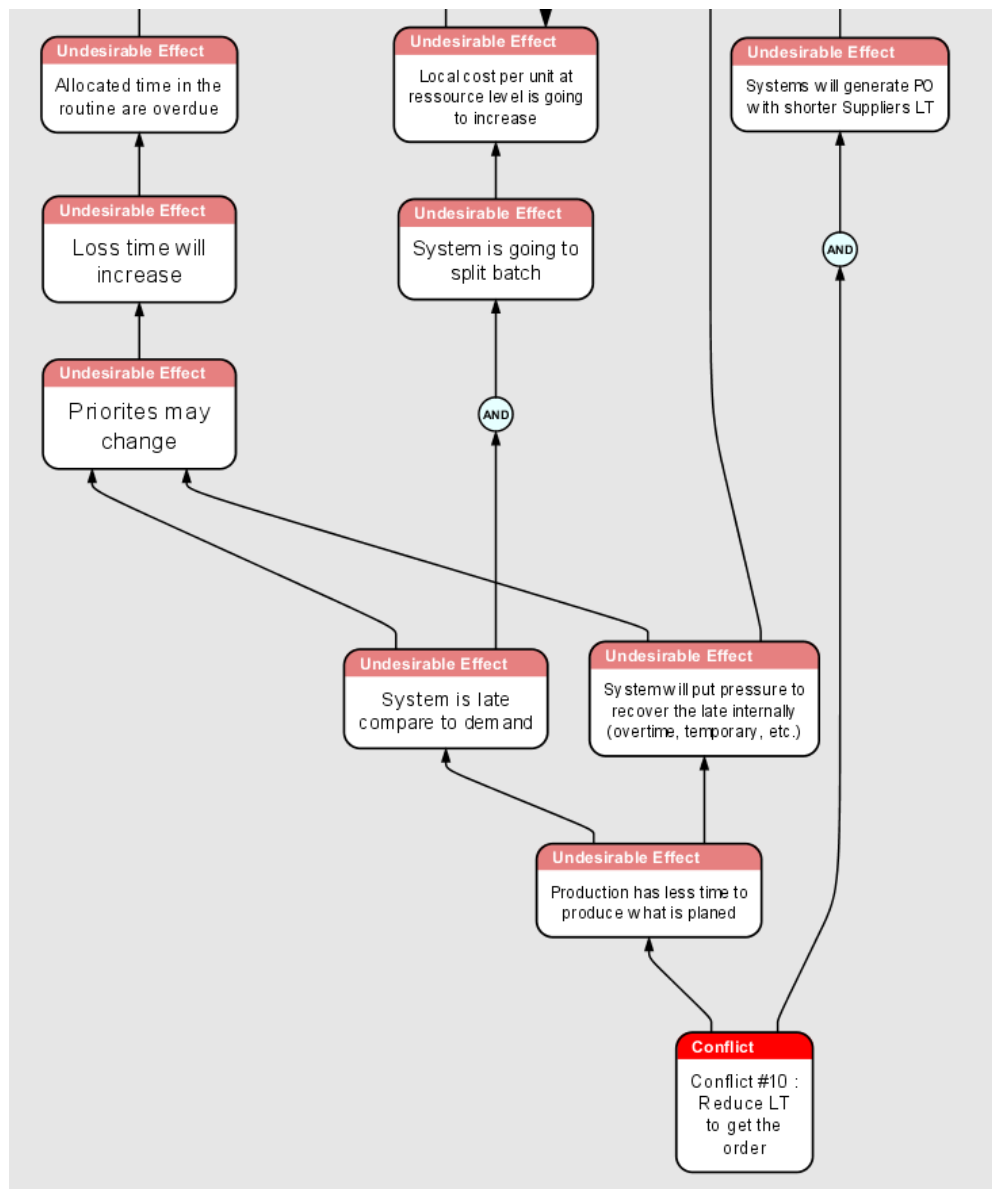 Undesirable Effect
Allocated time in the
routine are overdue
Undesirable Effect
Local cost per unit at
ressource level is going
to increase
Undesirable Effect
Systems will generate PO
with shorter Suppliers LT
Undesirable Effect
Loss time will
increase
Undesirable Effect
System is going to
split batch
AND
Undesirable Effect
Priorites may
change
AND
Undesirable Effect
System is late
compare to demand
Undesirable Effect
System will put pressure to
recover the late internally
(overtime, temporary, etc.)
Undesirable Effect
Production has less time to
produce what is planed
Conflict
Conflict #10 :
Reduce LT
to get the
order